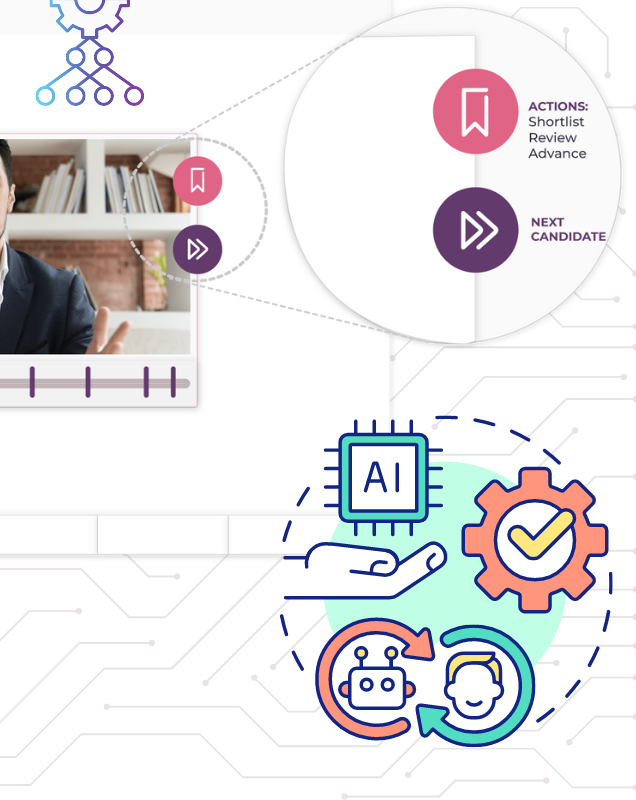 ACTIONS:
Shortlist
Review
Advance
NEXT
CANDIDATE
AI